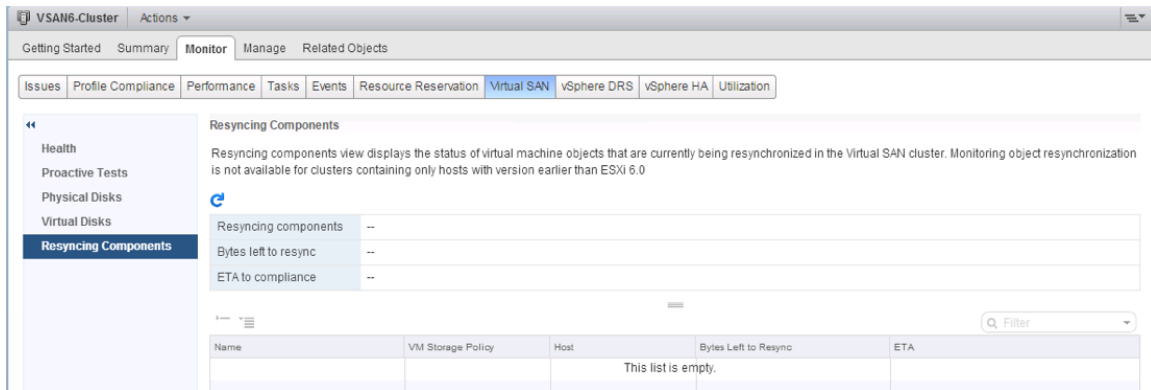 VSAN6-Cluster Actions
Getting Started Summary Monitor Manage Related Objects
Issues Profile Compliance Performance Tasks Events Resource Reservation Virtual SAN vSphere DRS vSphere HA Utilization
Health
Proactive Tests
Physical Disks
Virtual Disks
Resyncing Components
Resyncing Components
Resyncing components view displays the status of virtual machine objects that are currently being resynchronized in the Virtual SAN cluster. Monitoring object resynchronization
is not available for clusters containing only hosts with version earlier than ESXi 6.0
Resyncing components --
Bytes left to resync --
ETA to compliance --
Filter
Name VM Storage Policy Host Bytes Left to Resync ETA
This list is empty.